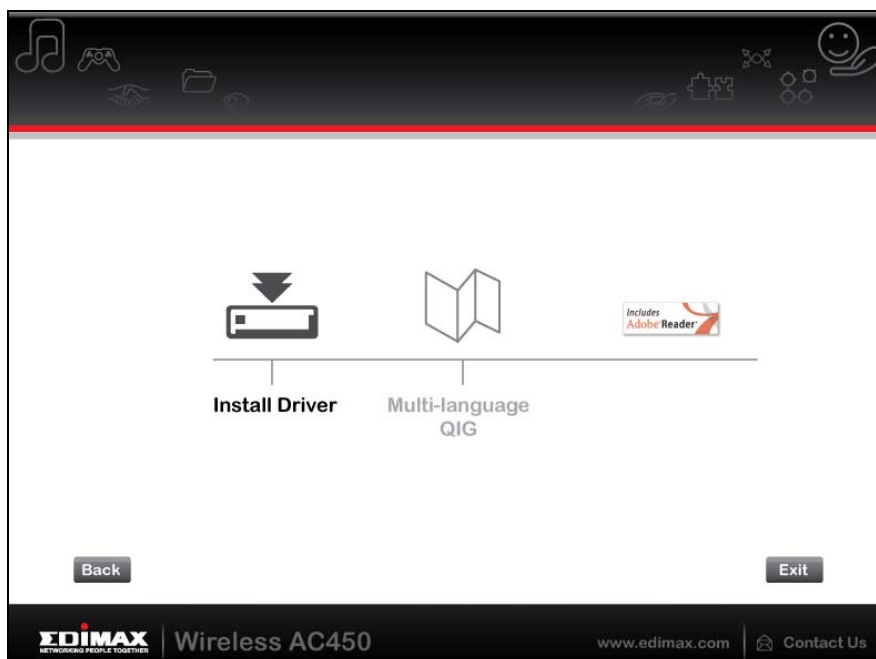 Includes
Adobe Reader
Install Driver
Multi-language
QIG
Back
Exit
EDIMAX
NETWORKING PEOPLE TOGETHER
Wireless AC450
www.edimax.com
Contact Us